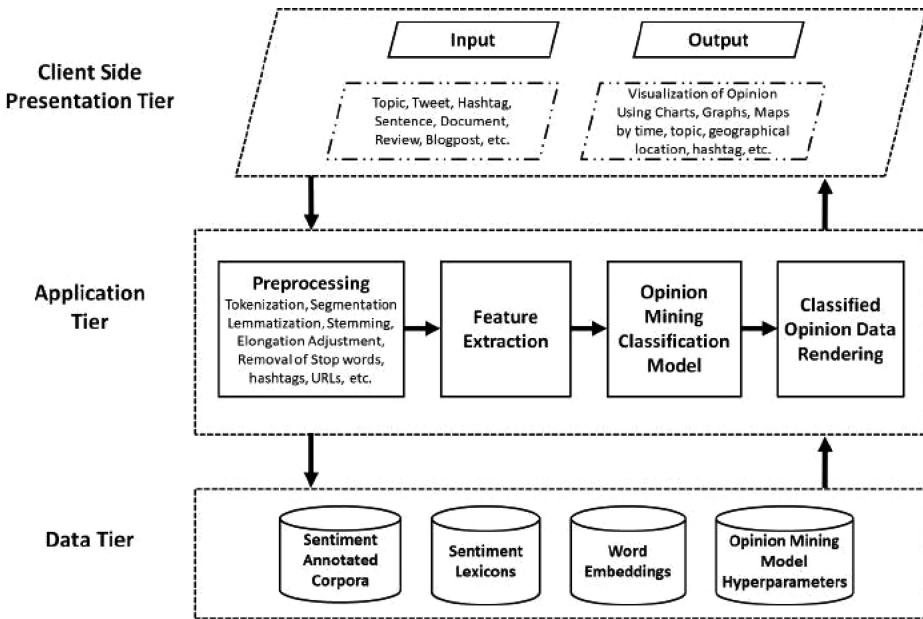 Client Side
Presentation Tier
Input
Output
Topic, Tweet, Hashtag,
Sentence, Document,
Review, Blogpost, etc.
Visualization of Opinion
Using Charts, Graphs, Maps
by time, topic, geographical
location, hashtag, etc.
Application
Tier
Preprocessing
Tokenization, Segmentation
Lemmatization, Stemming,
Elongation Adjustment,
Removal of Stop words,
hashtags, URLs, etc.
Feature
Extraction
Opinion
Mining
Classification
Model
Classified
Opinion Data
Rendering
Data Tier
Sentiment
Annotated
Corpora
Sentiment
Lexicons
Word
Embeddings
Opinion Mining
Model
Hyperparameters